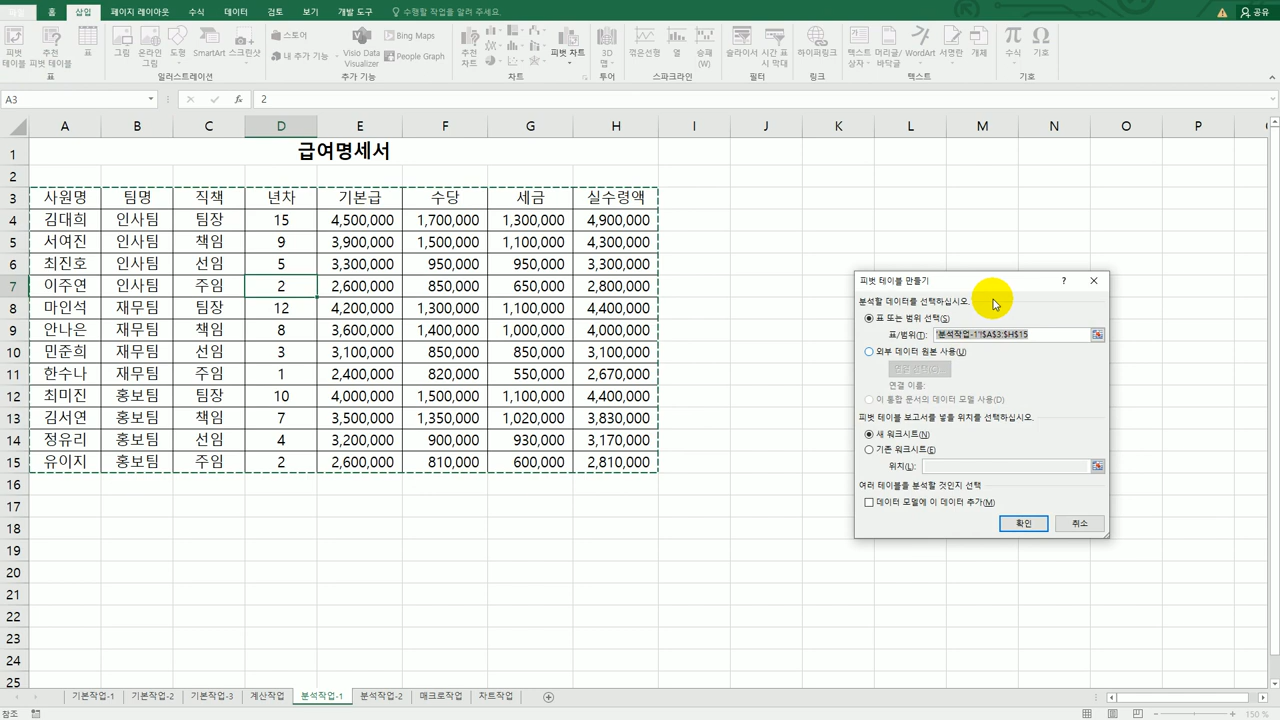 홈 삽입 페이지 레이아웃 수식 데이터 검토 보기 개발 도구 수행할 작업을 알려 주세요. 공유
피벗 테이블 추천 피벗 테이블 표 그림 온라인 그림 도형 SmartArt 스크린샷 스토어 내 추가 기능 Visio Data Visualizer Bing Maps People Graph 추천 차트 피벗 차트 3D 맵 꺾은선형 열 승패 (W) 슬라이서 시간 표시 막대 하이퍼링크 텍스트 상자 머리글/바닥글 WordArt 서명란 개체 수식 기호
표 일러스트레이션 추가 기능 차트 투어 스파크라인 필터 링크 텍스트 기호
A3 fx 2
A B C D E F G H I J K L M N O P
1 급여명세서
2
3 사원명 팀명 직책 년차 기본급 수당 세금 실수령액
4 김대희 인사팀 팀장 15 4,500,000 1,700,000 1,300,000 4,900,000
5 서여진 인사팀 책임 9 3,900,000 1,500,000 1,100,000 4,300,000
6 최진호 인사팀 선임 5 3,300,000 950,000 950,000 3,300,000
7 이주연 인사팀 주임 2 2,600,000 850,000 650,000 2,800,000
8 마인석 재무팀 팀장 12 4,200,000 1,300,000 1,100,000 4,400,000
9 안나은 재무팀 책임 8 3,600,000 1,400,000 1,000,000 4,000,000
10 민준희 재무팀 선임 3 3,100,000 850,000 850,000 3,100,000
11 한수나 재무팀 주임 1 2,400,000 820,000 550,000 2,670,000
12 최미진 홍보팀 팀장 10 4,000,000 1,500,000 1,100,000 4,400,000
13 김서연 홍보팀 책임 7 3,500,000 1,350,000 1,020,000 3,830,000
14 정유리 홍보팀 선임 4 3,200,000 900,000 930,000 3,170,000
15 유이지 홍보팀 주임 2 2,600,000 810,000 600,000 2,810,000
16
17
18
19
20
21
22
23
24
25
피벗 테이블 만들기 ?
분석할 데이터를 선택하십시오.
표 또는 범위 선택(S)
표/범위(T): '분석작업-1'!$A$3:$H$15
외부 데이터 원본 사용(U)
연결 이름:
이 통합 문서의 데이터 모델 사용(D)
피벗 테이블 보고서를 넣을 위치를 선택하십시오.
새 워크시트(N)
기존 워크시트(E)
위치(L):
여러 테이블을 분석할 것인지 선택
데이터 모델에 이 데이터 추가(M)
확인 취소
기본작업-1 기본작업-2 기본작업-3 계산작업 분석작업-1 분석작업-2 매크로작업 차트작업
참조 150 %